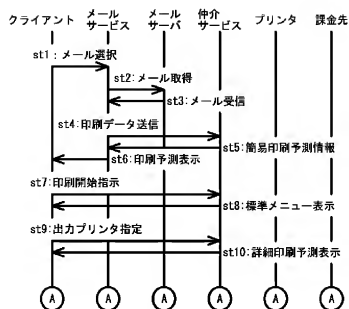 クライアント
メール サービス
メール サーバ
仲介 サービス
プリンタ
課金先
st1：メール選択
st2：メール取得
st3：メール受信
st4：印刷データ送信
st5：簡易印刷予測情報
st6：印刷予測表示
st7：印刷開始指示
st8：標準メニュー表示
st9：出力プリンタ指定
st10：詳細印刷予測表示
A A A A A A